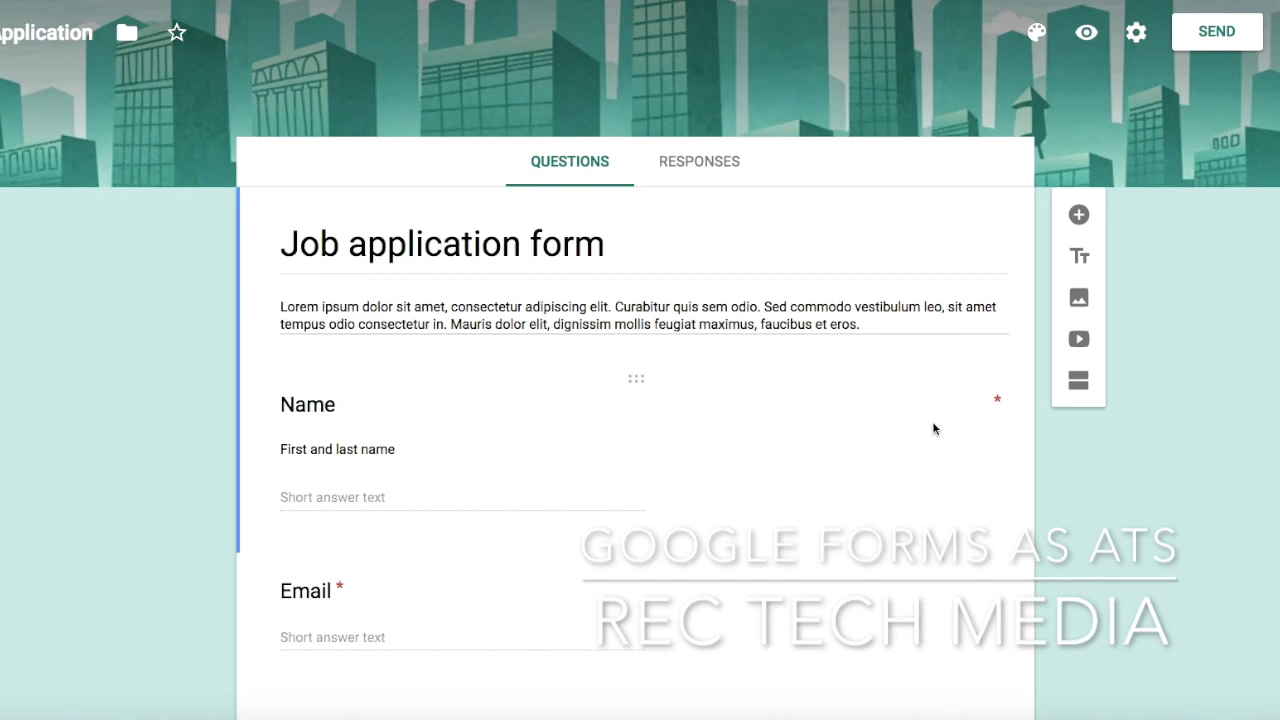 pplication
SEND
QUESTIONS
RESPONSES
Job application form
Lorem ipsum dolor sit amet, consectetur adipiscing elit. Curabitur quis sem odio. Sed commodo vestibulum leo, sit amet
tempus odio consectetur in. Mauris dolor elit, dignissim mollis feugiat maximus, faucibus et eros.
Name *
First and last name
Short answer text
GOOGLE FORMS AS ATS
Email *
REC TECH MEDIA
Short answer text